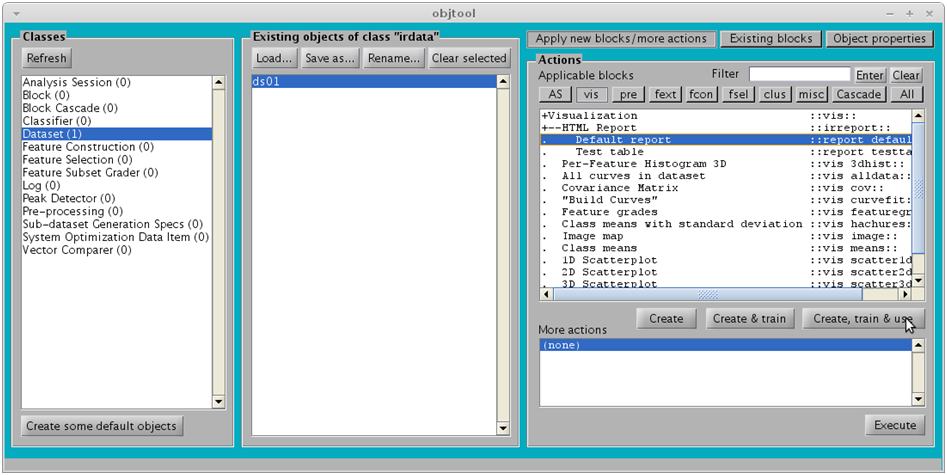 objtool
Classes
Refresh
Analysis Session (0)
Block (0)
Block Cascade (0)
Classifier (0)
Dataset (1)
Feature Construction (0)
Feature Selection (0)
Feature Subset Grader (0)
Log (0)
Peak Detector (0)
Pre-processing (0)
Sub-dataset Generation Specs (0)
System Optimization Data Item (0)
Vector Comparer (0)
Create some default objects
Existing objects of class "irdata"
Load... Save as... Rename... Clear selected
ds01
Apply new blocks/more actions Existing blocks Object properties
Actions
Applicable blocks Filter Enter Clear
AS vis pre fext fcon fsel clus misc Cascade All
+Visualization ::vis::
+--HTML Report ::irreport::
. Default report ::report defaul
. Test table ::report testta
. Per-Feature Histogram 3D ::vis 3dhist::
. All curves in dataset ::vis alldata::
. Covariance Matrix ::vis cov::
. "Build Curves" ::vis curvefit:
. Feature grades ::vis featuregr
. Class means with standard deviation ::vis hachures:
. Image map ::vis image::
. Class means ::vis means::
. 1D Scatterplot ::vis scatter1d
. 2D Scatterplot ::vis scatter2d
. 3D Scatterplot ::vis scatter3d
Create Create & train Create, train & use
More actions
(none)
Execute